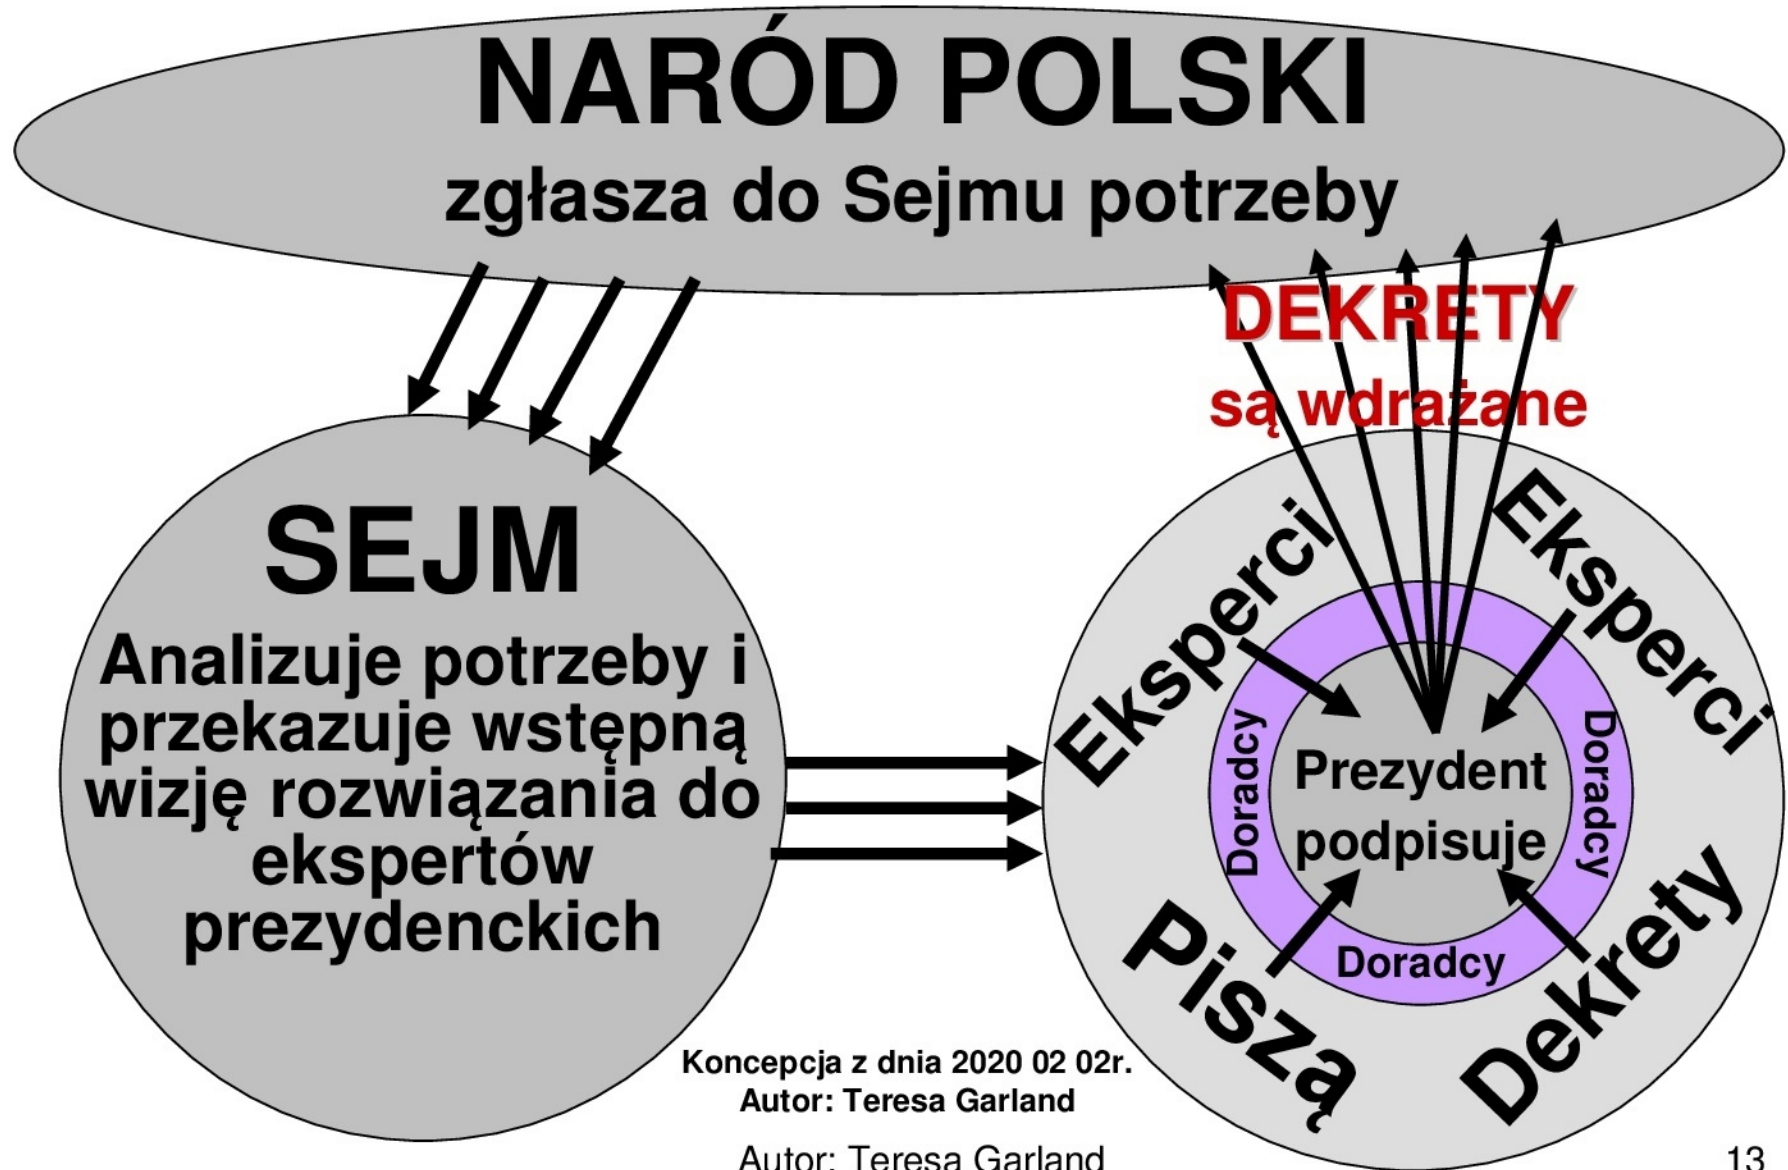 NARÓD POLSKI
zgłasza do Sejmu potrzeby
DEKRETY
są wdrażane
SEJM
Analizuje potrzeby i
przekazuje wstępną
wizję rozwiązania do
ekspertów
prezydenckich
Eksperci
Eksperci
Doradcy
Doradcy
Prezydent
podpisuje
Doradcy
Piszą
Dekrety
Koncepcja z dnia 2020 02 02r.
Autor: Teresa Garland
Autor: Teresa Garland
13